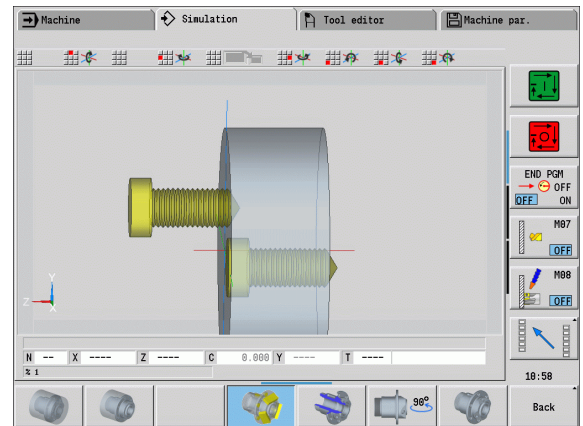 Machine
Simulation
Tool editor
Machine par.
END PGM
OFF
OFF ON
M07
OFF
M08
OFF
Y
Z
X
N -- X ---- Z ---- C 0.000 Y ---- T ----
% 1
10:58
90°
Back